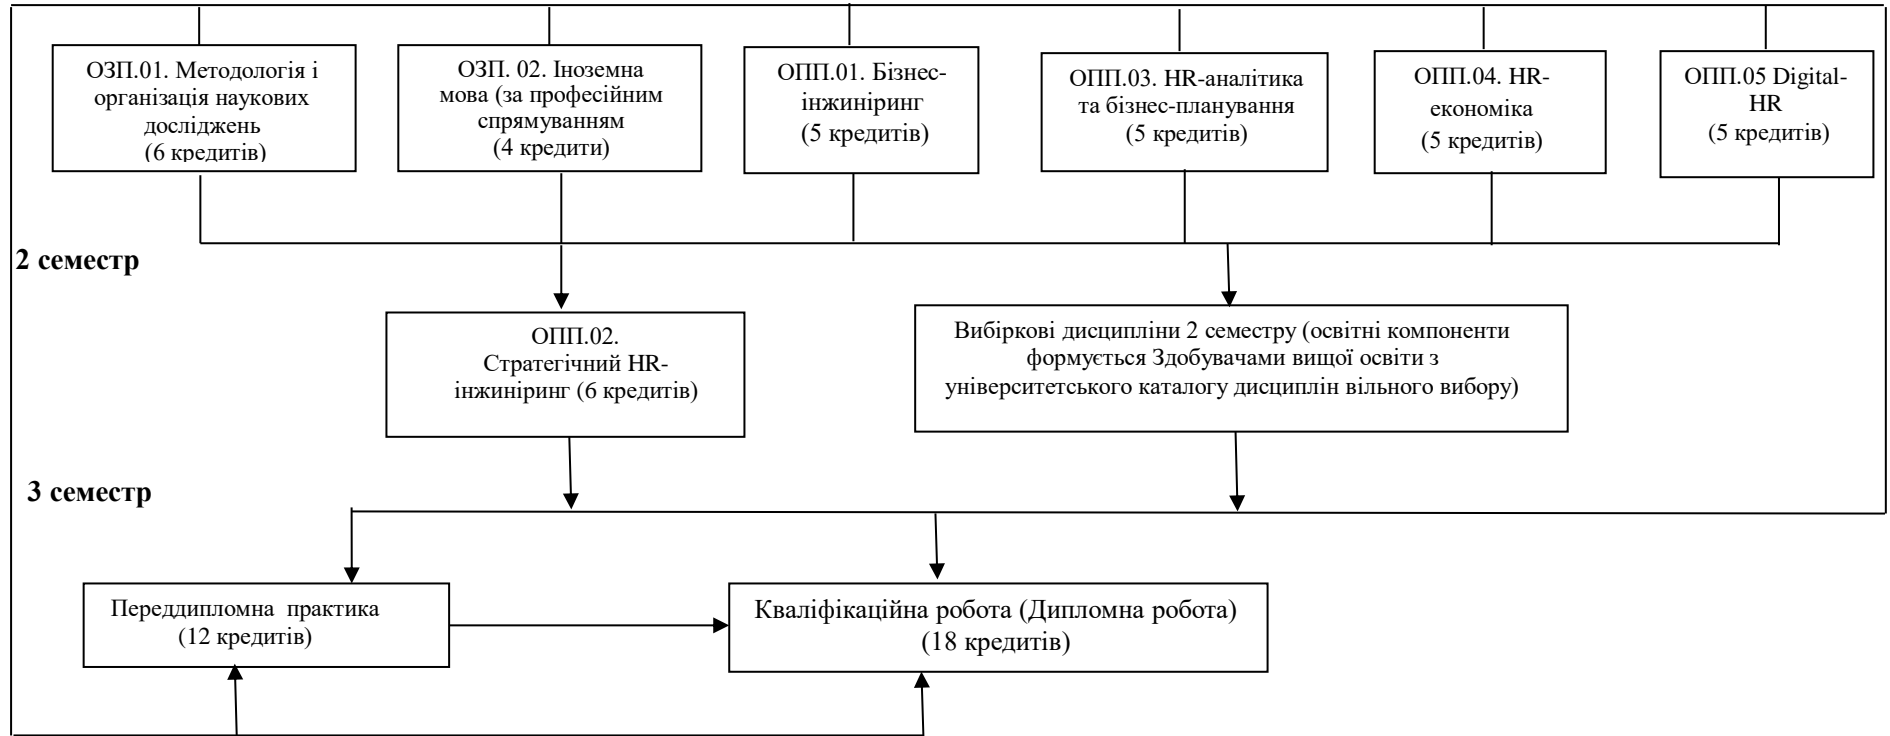 ОЗП.01. Методологія і
організація наукових
досліджень
(6 кредитів)
ОЗП. 02. Іноземна
мова (за професійним
спрямуванням
(4 кредити)
ОПП.01. Бізнес-
інжиніринг
(5 кредитів)
ОПП.03. HR-аналітика
та бізнес-планування
(5 кредитів)
ОПП.04. HR-
економіка
(5 кредитів)
ОПП.05 Digital-
HR
(5 кредитів)
2 семестр
ОПП.02.
Стратегічний HR-
інжиніринг (6 кредитів)
Вибіркові дисципліни 2 семестру (освітні компоненти
формується Здобувачами вищої освіти з
університетського каталогу дисциплін вільного вибору)
3 семестр
Переддипломна практика
(12 кредитів)
Кваліфікаційна робота (Дипломна робота)
(18 кредитів)